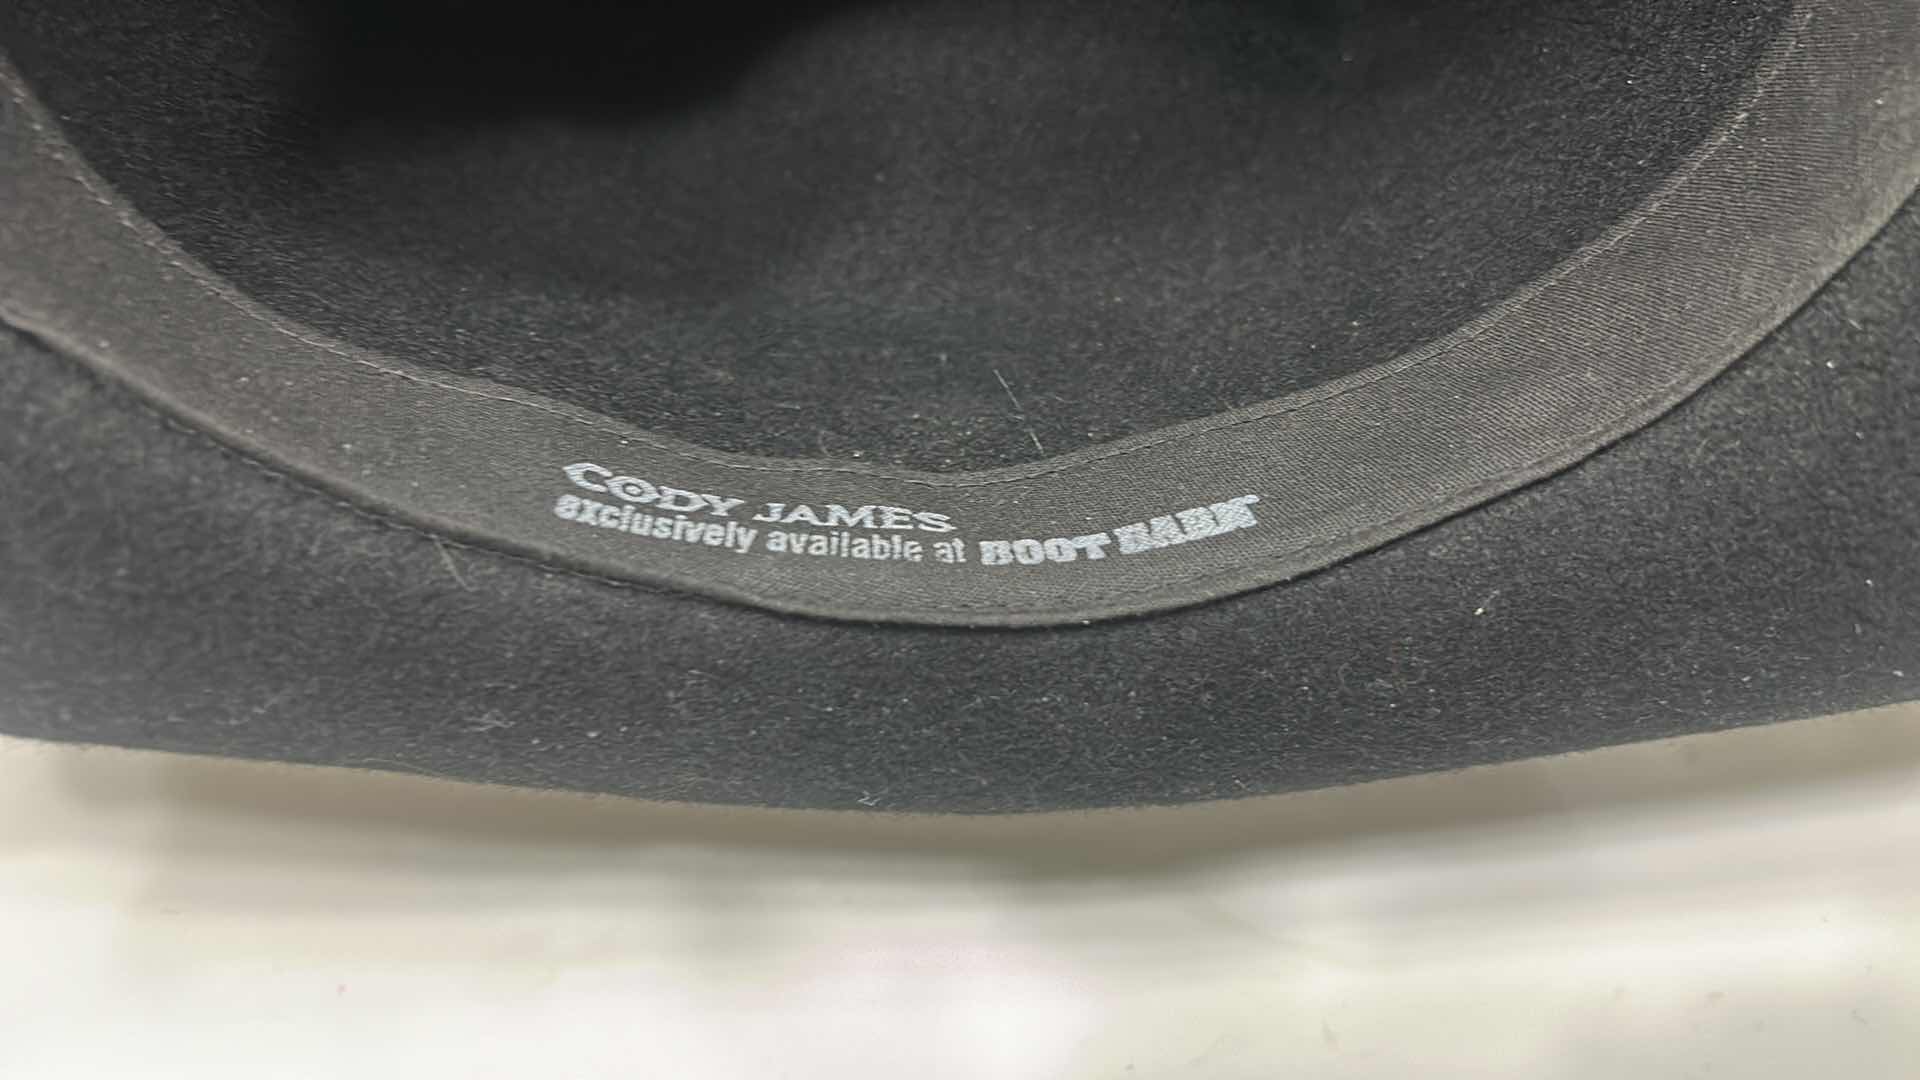 CODY JAMES
exclusively available at BOOT BARN